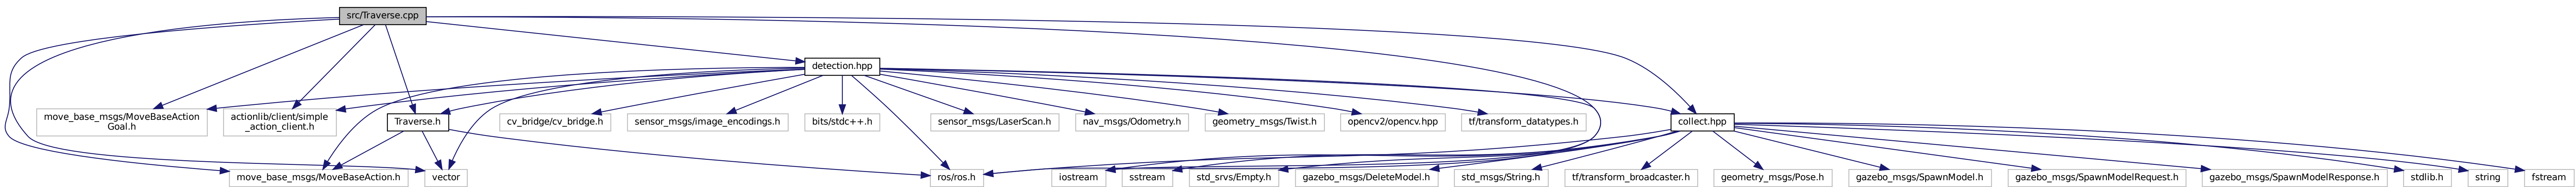 src/Traverse.cpp
detection.hpp
move_base_msgs/MoveBaseAction
Goal.h
actionlib/client/simple
_action_client.h
Traverse.h
cv_bridge/cv_bridge.h
sensor_msgs/image_encodings.h
bits/stdc++.h
sensor_msgs/LaserScan.h
nav_msgs/Odometry.h
geometry_msgs/Twist.h
opencv2/opencv.hpp
tf/transform_datatypes.h
collect.hpp
move_base_msgs/MoveBaseAction.h
vector
ros/ros.h
iostream
sstream
std_srvs/Empty.h
gazebo_msgs/DeleteModel.h
std_msgs/String.h
tf/transform_broadcaster.h
geometry_msgs/Pose.h
gazebo_msgs/SpawnModel.h
gazebo_msgs/SpawnModelRequest.h
gazebo_msgs/SpawnModelResponse.h
stdlib.h
string
fstream